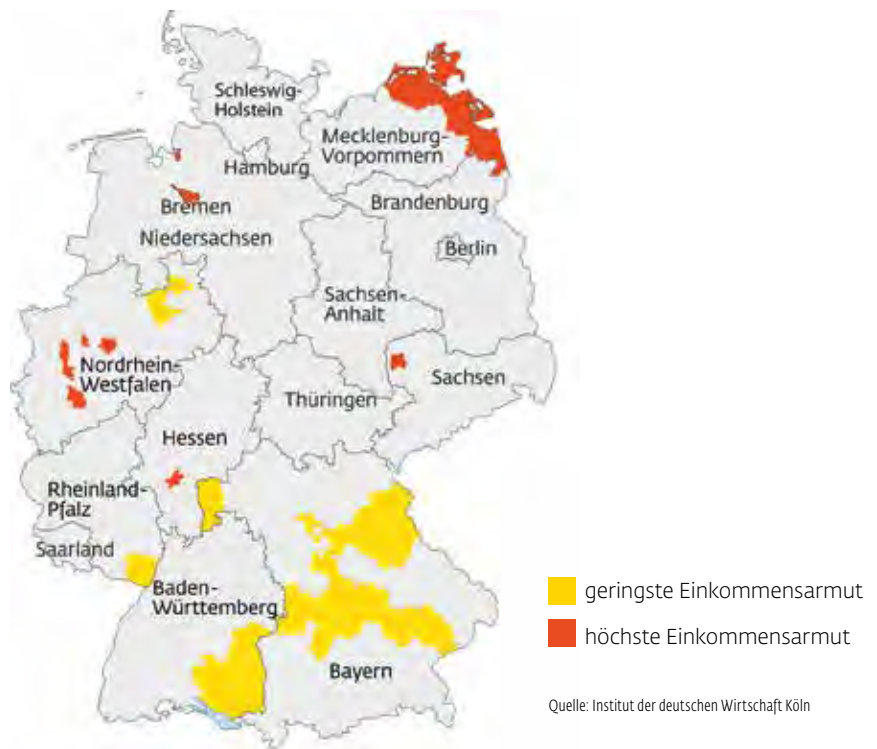 Schleswig-
Holstein
Mecklenburg-
Vorpommern
Hamburg
Bremen
Brandenburg
Niedersachsen
Berlin
Sachsen-
Anhalt
Nordrhein-
Westfalen
Sachsen
Thüringen
Hessen
Rheinland-
Pfalz
Saarland
Baden-
Württemberg
Bayern
geringste Einkommensarmut
höchste Einkommensarmut
Quelle: Institut der deutschen Wirtschaft Köln